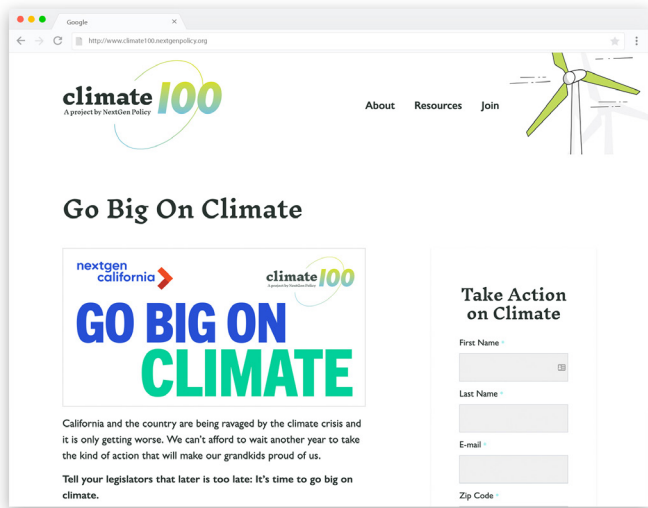 Google
http://www.climate100.nextgenpolicy.org
climate 100
A project by NextGen Policy
About Resources Join
Go Big On Climate
nextgen
california
climate 100
A project by NextGen Policy
GO BIG ON
CLIMATE
California and the country are being ravaged by the climate crisis and
it is only getting worse. We can't afford to wait another year to take
the kind of action that will make our grandkids proud of us.
Tell your legislators that later is too late: It's time to go big on
climate.
Take Action
on Climate
First Name *
Last Name *
E-mail *
Zip Code *